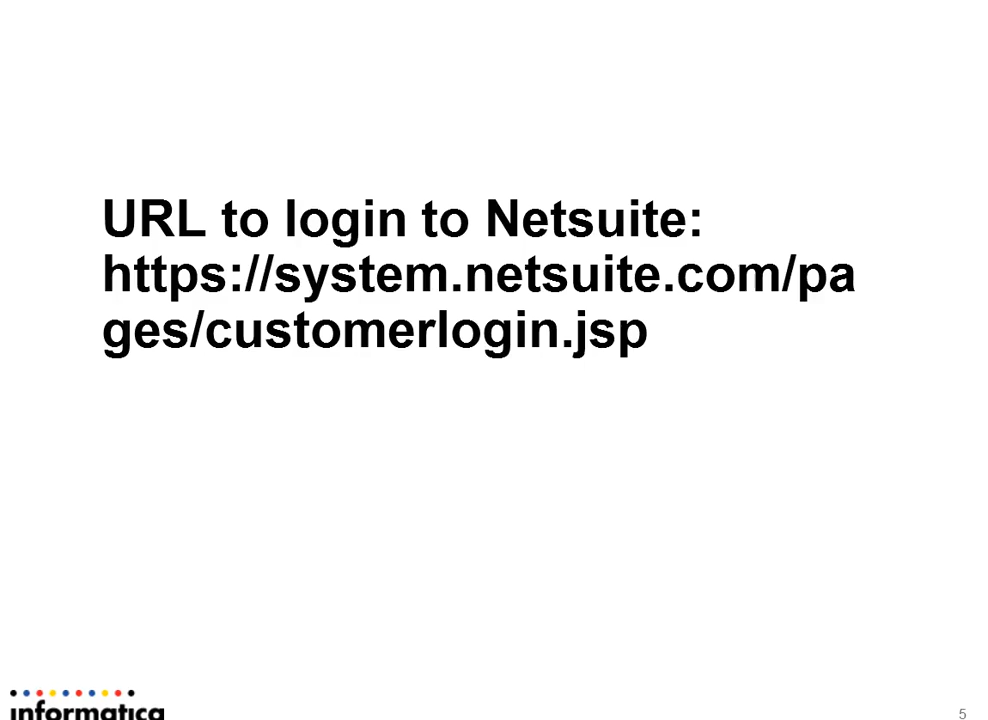 URL to login to Netsuite:
https://system.netsuite.com/pa
ges/customerlogin.jsp
informatica
5